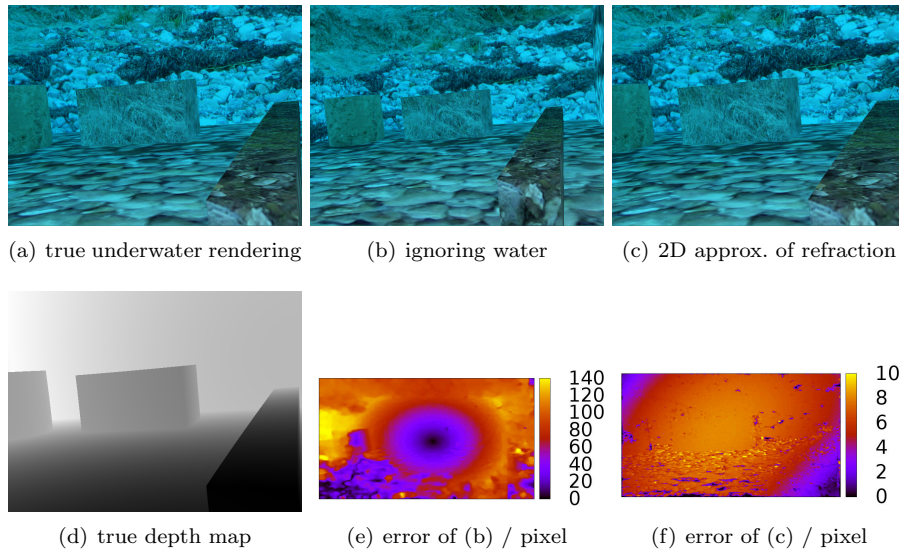 (a) true underwater rendering
(b) ignoring water
(c) 2D approx. of refraction
140
120
100
80
60
40
20
0
10
8
6
4
2
0
(d) true depth map
(e) error of (b) / pixel
(f) error of (c) / pixel